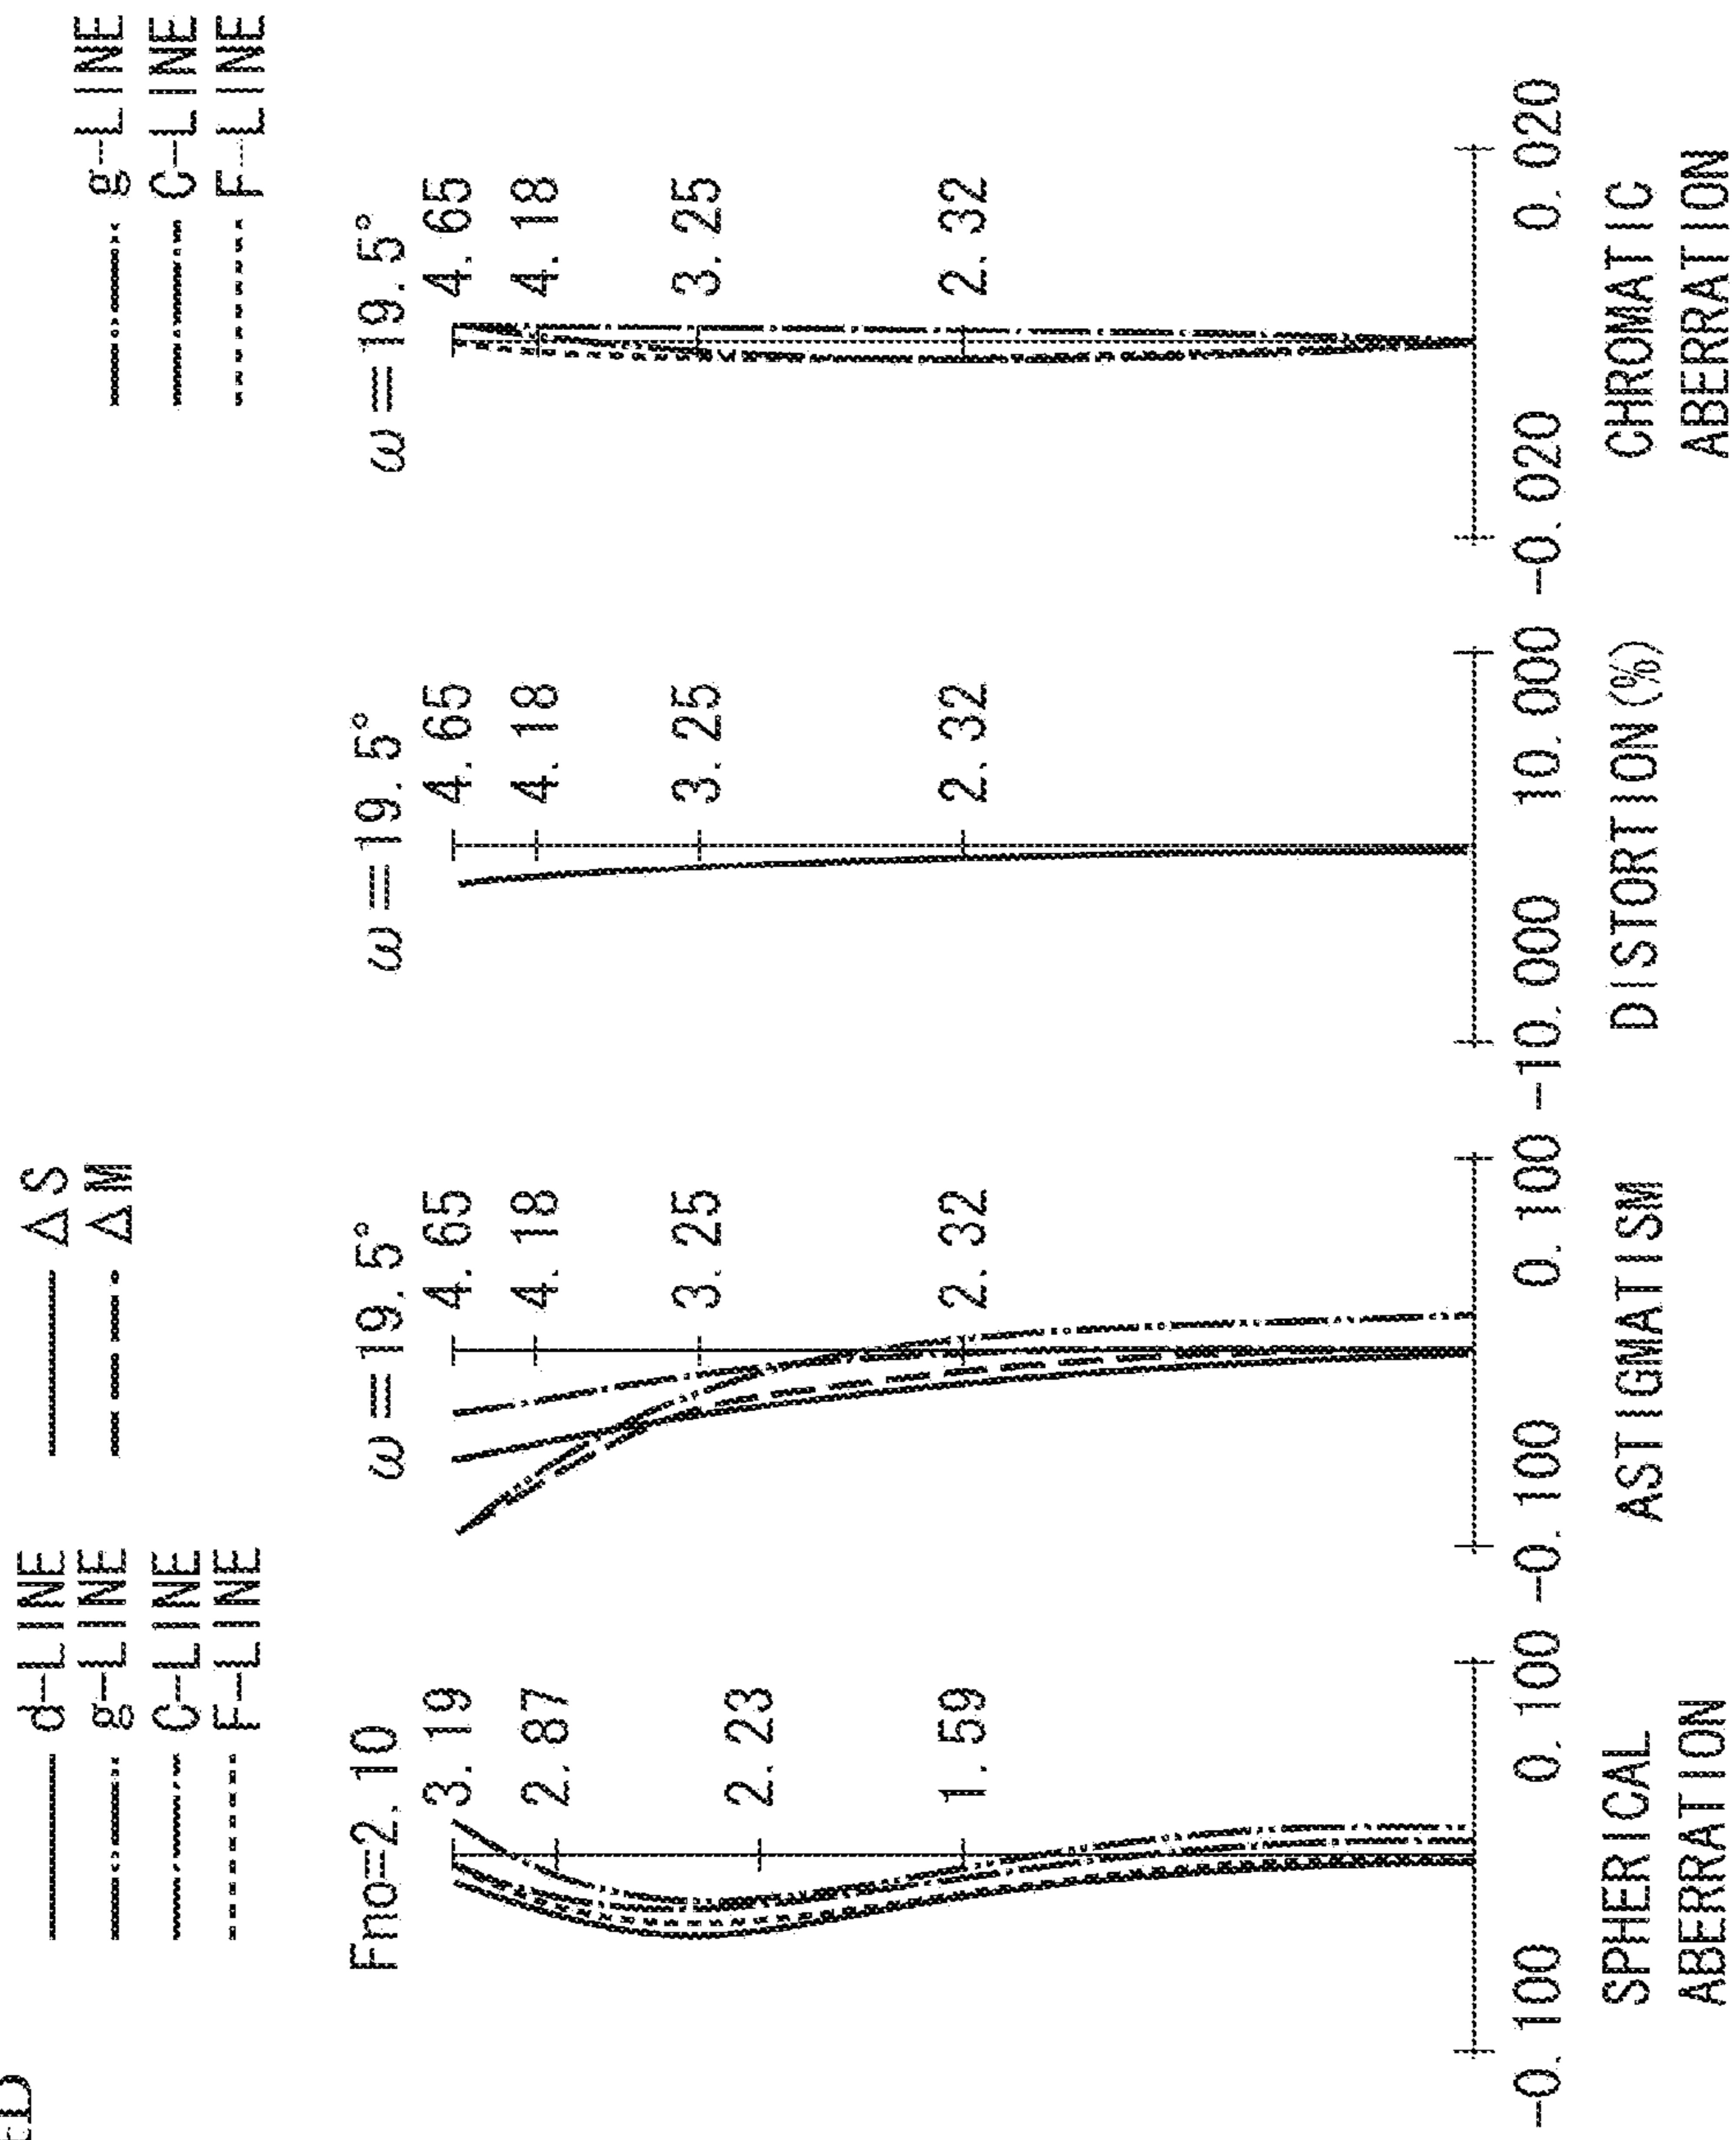 d-LINE ΔS
g-LINE ΔM g-LINE
C-LINE C-LINE
F-LINE F-LINE
Fno=2.10 ω=19.5° ω=19.5° ω=19.5°
3.19 4.65 4.65 4.65
2.87 4.18 4.18 4.18
3.25 3.25 3.25
2.23
1.59 2.32 2.32 2.32
-0.100 0.100 -0.100 0.100 -10.000 10.000 -0.020 0.020
SPHERICAL ABERRATION
ASTIGMATISM
DISTORTION(%)
CHROMATIC ABERRATION